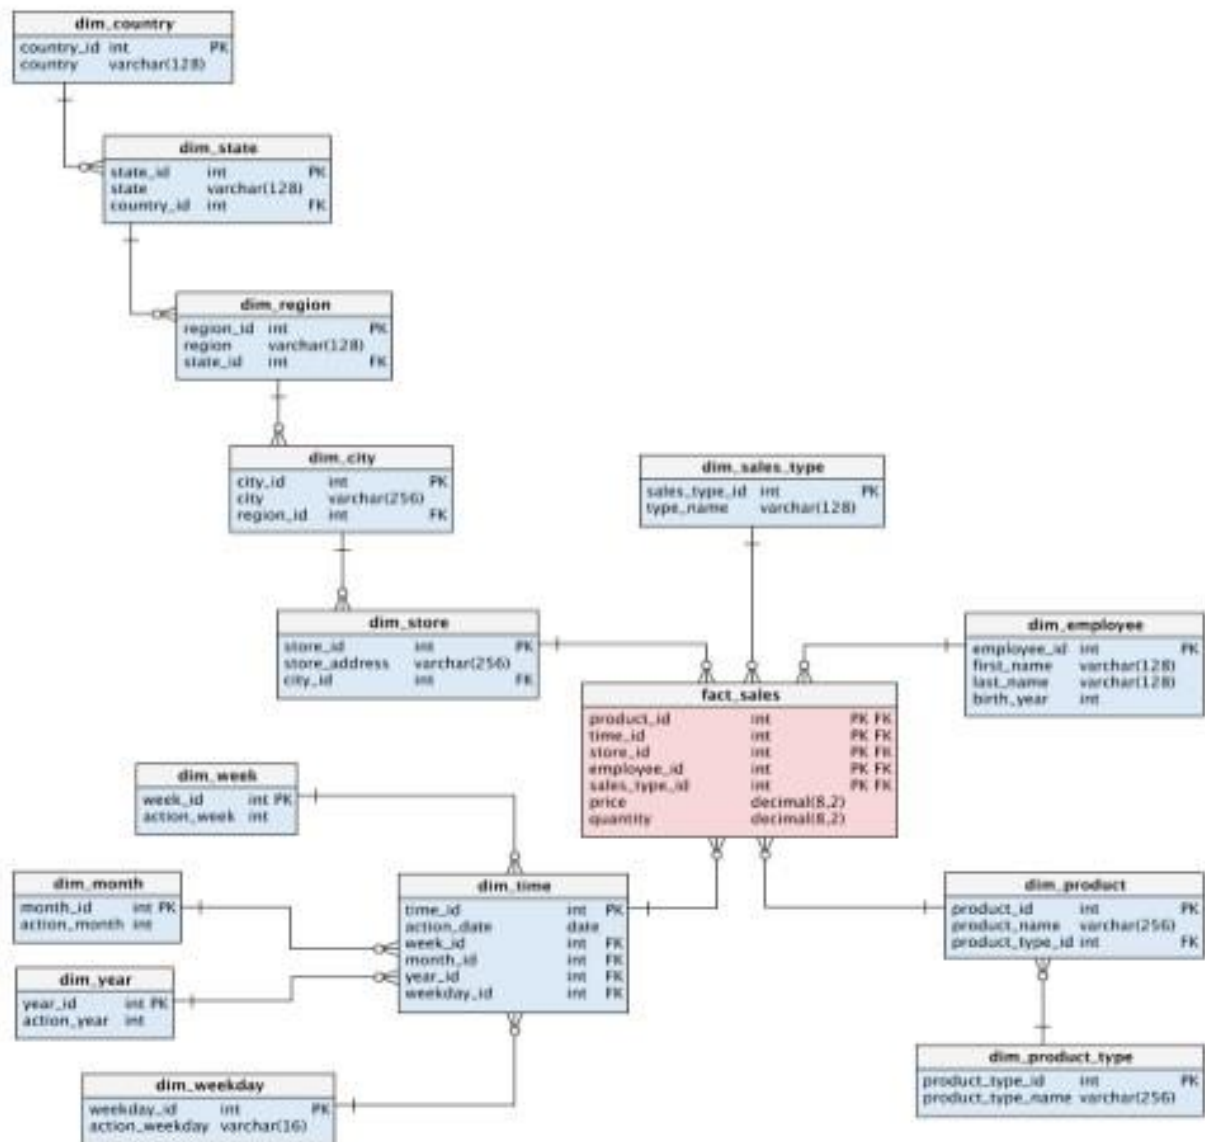 dim_country
country_id int PK
country varchar(128)
dim_state
state_id int PK
state varchar(128)
country_id int FK
dim_region
region_id int PK
region varchar(128)
state_id int FK
dim_city
city_id int PK
city varchar(256)
region_id int FK
dim_sales_type
sales_type_id int PK
type_name varchar(128)
dim_store
store_id int PK
store_address varchar(256)
city_id int FK
dim_employee
employee_id int PK
first_name varchar(128)
last_name varchar(128)
birth_year int
fact_sales
product_id int PK FK
time_id int PK FK
store_id int PK FK
employee_id int PK FK
sales_type_id int PK FK
price decimal(8,2)
quantity decimal(8,2)
dim_week
week_id int PK
action_week int
dim_month
month_id int PK
action_month int
dim_time
time_id int PK
action_date date
week_id int FK
month_id int FK
year_id int FK
weekday_id int FK
dim_product
product_id int PK
product_name varchar(256)
product_type_id int FK
dim_year
year_id int PK
action_year int
dim_weekday
weekday_id int PK
action_weekday varchar(16)
dim_product_type
product_type_id int PK
product_type_name varchar(256)